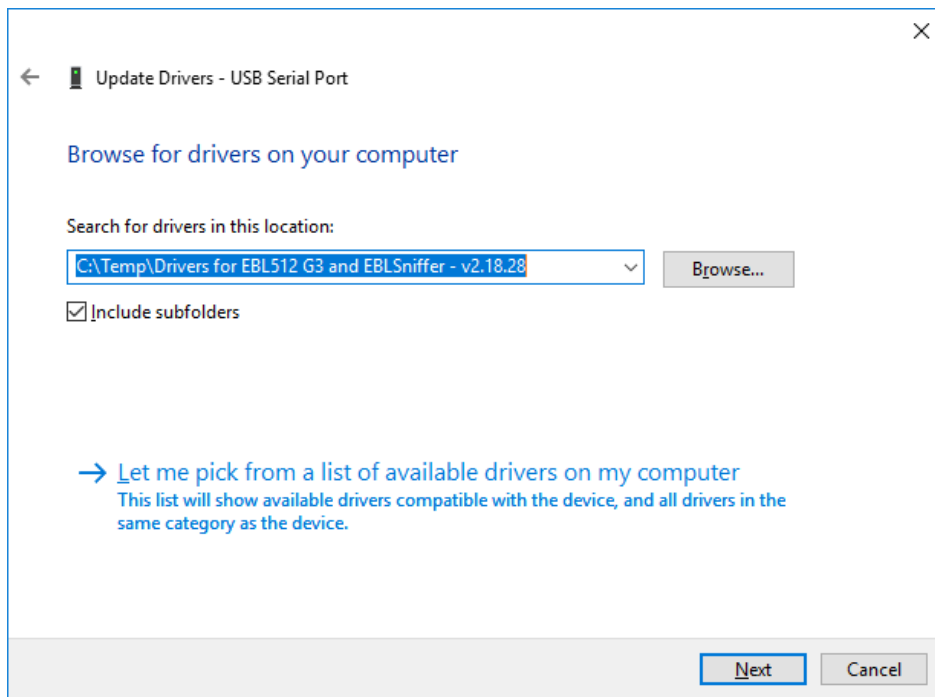 Update Drivers - USB Serial Port
Browse for drivers on your computer
Search for drivers in this location:
C:\Temp\Drivers for EBL512 G3 and EBLSniffer - v2.18.28
Browse...
Include subfolders
Let me pick from a list of available drivers on my computer
This list will show available drivers compatible with the device, and all drivers in the
same category as the device.
Next
Cancel